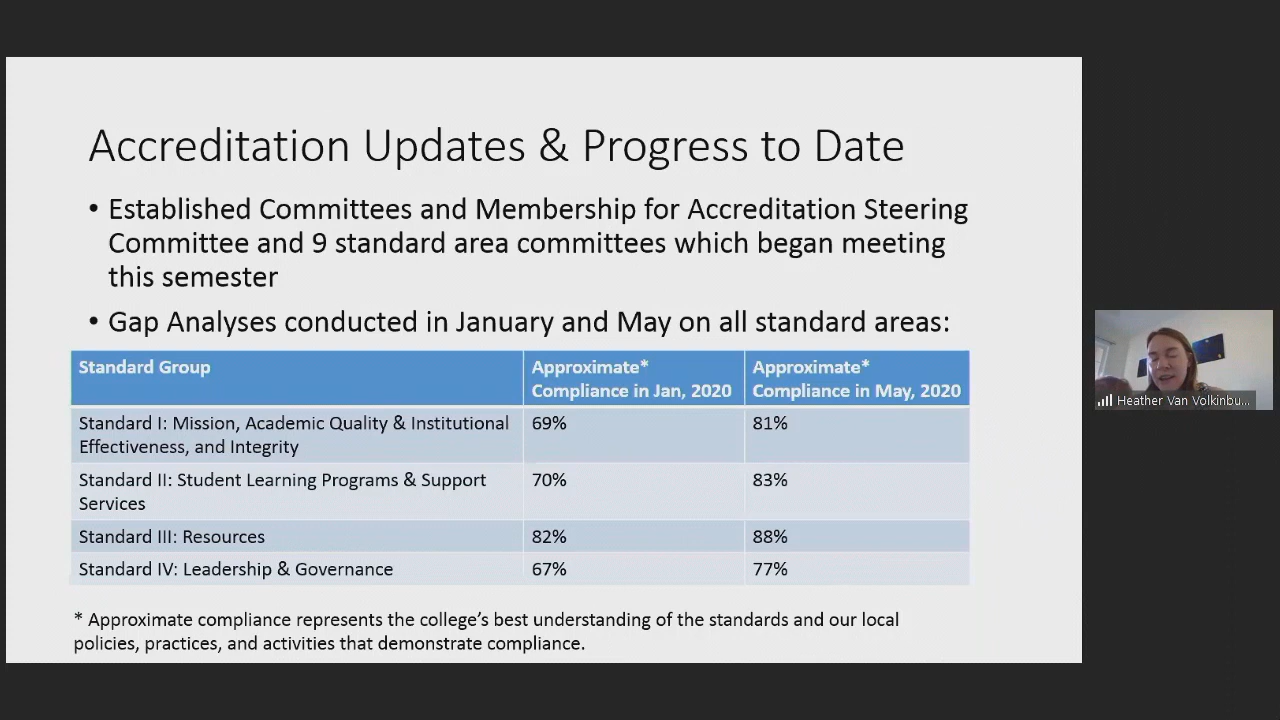 Accreditation Updates & Progress to Date
• Established Committees and Membership for Accreditation Steering
Committee and 9 standard area committees which began meeting
this semester
• Gap Analyses conducted in January and May on all standard areas:
Standard Group
Approximate*
Compliance in Jan, 2020
Approximate*
Compliance in May, 2020
Standard I: Mission, Academic Quality & Institutional
Effectiveness, and Integrity
69%
81%
Standard II: Student Learning Programs & Support
Services
70%
83%
Standard III: Resources
82%
88%
Standard IV: Leadership & Governance
67%
77%
* Approximate compliance represents the college's best understanding of the standards and our local
policies, practices, and activities that demonstrate compliance.
Heather Van Volkinbu...